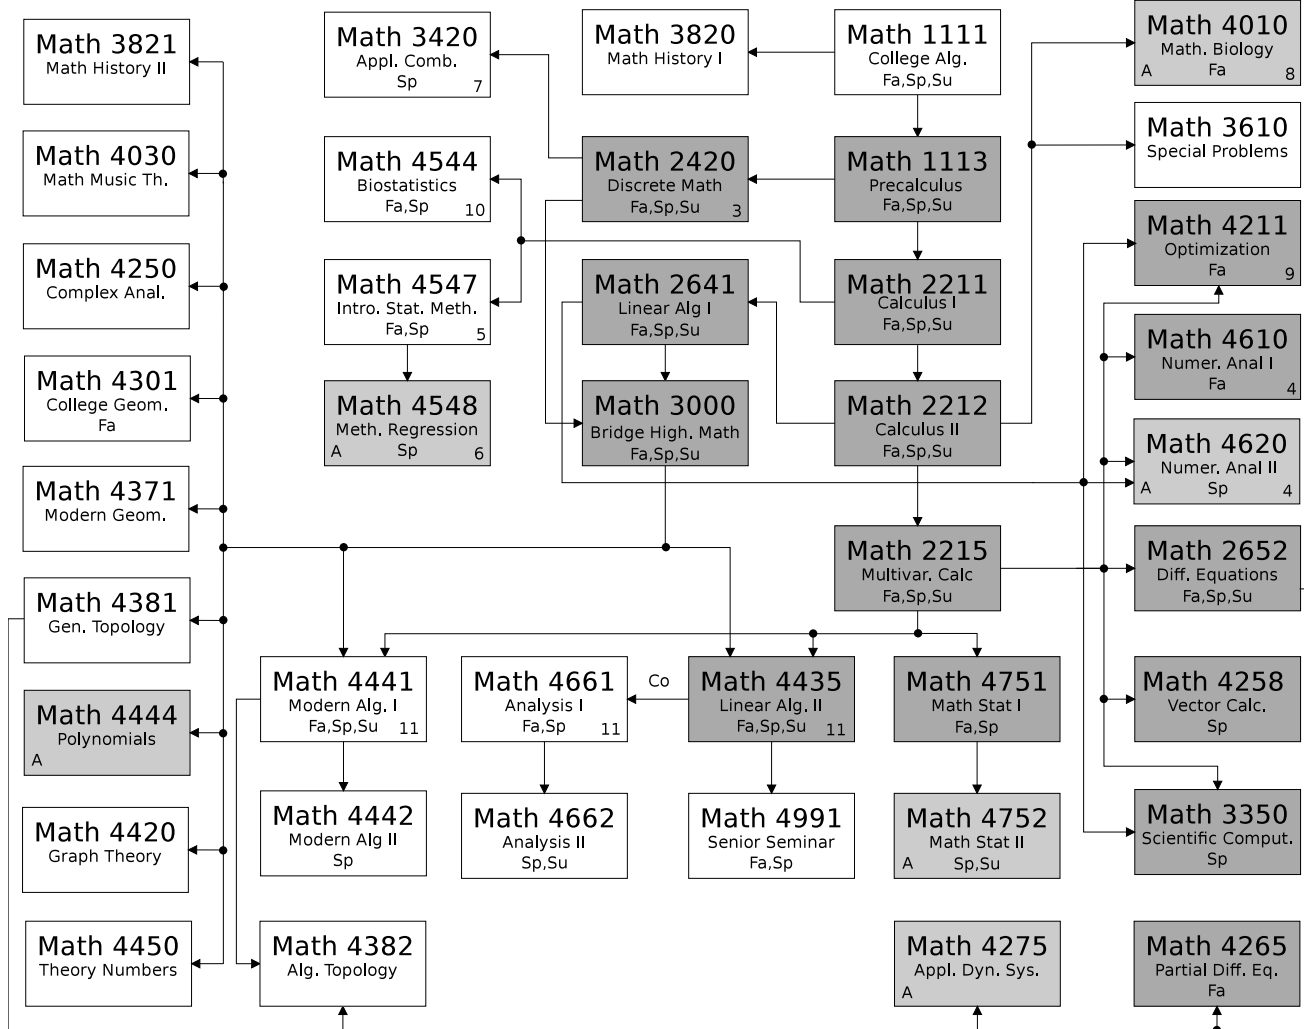 Math 3821
Math History II
Math 3420
Appl. Comb.
Sp
7
Math 3820
Math History I
Math 1111
College Alg.
Fa,Sp,Su
Math 4010
Math. Biology
Fa
A
8
Math 4030
Math Music Th.
Math 4544
Biostatistics
Fa,Sp
10
Math 2420
Discrete Math
Fa,Sp,Su
3
Math 1113
Precalculus
Fa,Sp,Su
Math 3610
Special Problems
Math 4250
Complex Anal.
Math 4547
Intro. Stat. Meth.
Fa,Sp
5
Math 2641
Linear Alg I
Fa,Sp,Su
Math 2211
Calculus I
Fa,Sp,Su
Math 4211
Optimization
Fa
9
Math 4610
Numer. Anal I
Fa
4
Math 4301
College Geom.
Fa
Math 4548
Meth. Regression
Sp
A
6
Math 3000
Bridge High. Math
Fa,Sp,Su
Math 2212
Calculus II
Fa,Sp,Su
Math 4620
Numer. Anal II
Sp
A
4
Math 4371
Modern Geom.
Math 2215
Multivar. Calc
Fa,Sp,Su
Math 2652
Diff. Equations
Fa,Sp,Su
Math 4381
Gen. Topology
Math 4441
Modern Alg. I
Fa,Sp,Su
11
Math 4661
Analysis I
Fa,Sp
11
Co
Math 4435
Linear Alg. II
Fa,Sp,Su
11
Math 4751
Math Stat I
Fa,Sp
Math 4258
Vector Calc.
Sp
Math 4444
Polynomials
A
Math 4442
Modern Alg II
Sp
Math 4662
Analysis II
Sp,Su
Math 4991
Senior Seminar
Fa,Sp
Math 4752
Math Stat II
Sp,Su
A
Math 3350
Scientific Comput.
Sp
Math 4420
Graph Theory
Math 4450
Theory Numbers
Math 4382
Alg. Topology
Math 4275
Appl. Dyn. Sys.
A
Math 4265
Partial Diff. Eq.
Fa